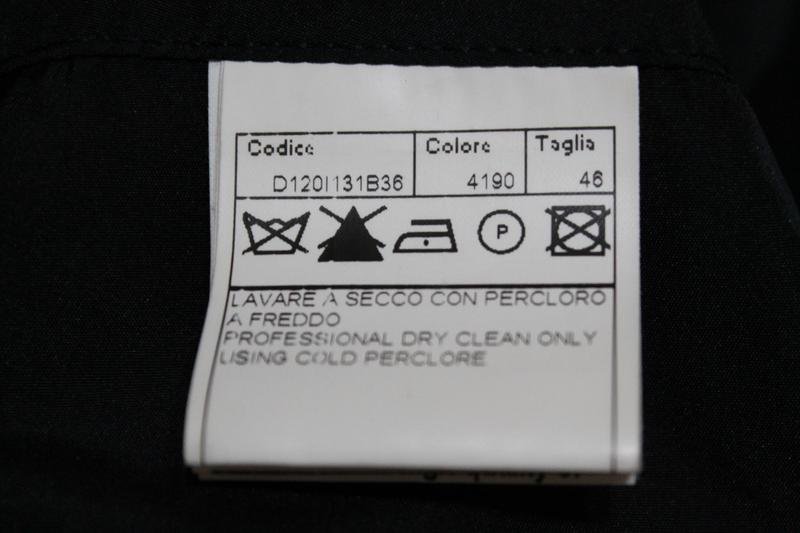 Codice Colore Taglia
D120I131B36 4190 46
P
LAVARE A SECCO CON PERCLORO
A FREDDO
PROFESSIONAL DRY CLEAN ONLY
USING COLD PERCLORE